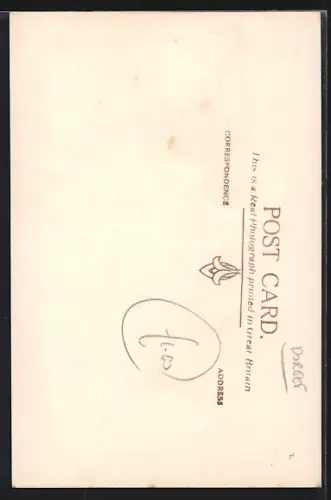 POST CARD.
This is a Real Photograph printed in Great Britain
CORRESPONDENCE
ADDRESS